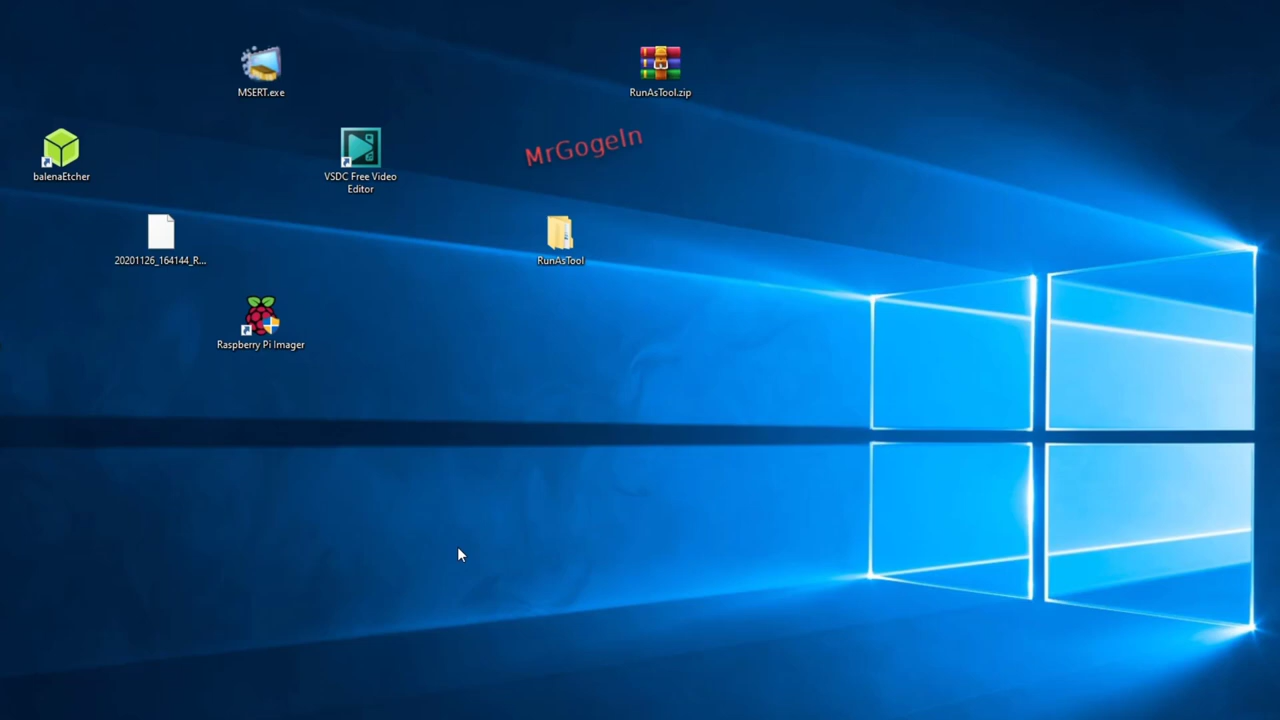 MSERT.exe
RunAsTool.zip
MrGogeIn
balenaEtcher
VSDC Free Video
Editor
20201126_164144_R...
RunAsTool
Raspberry Pi Imager